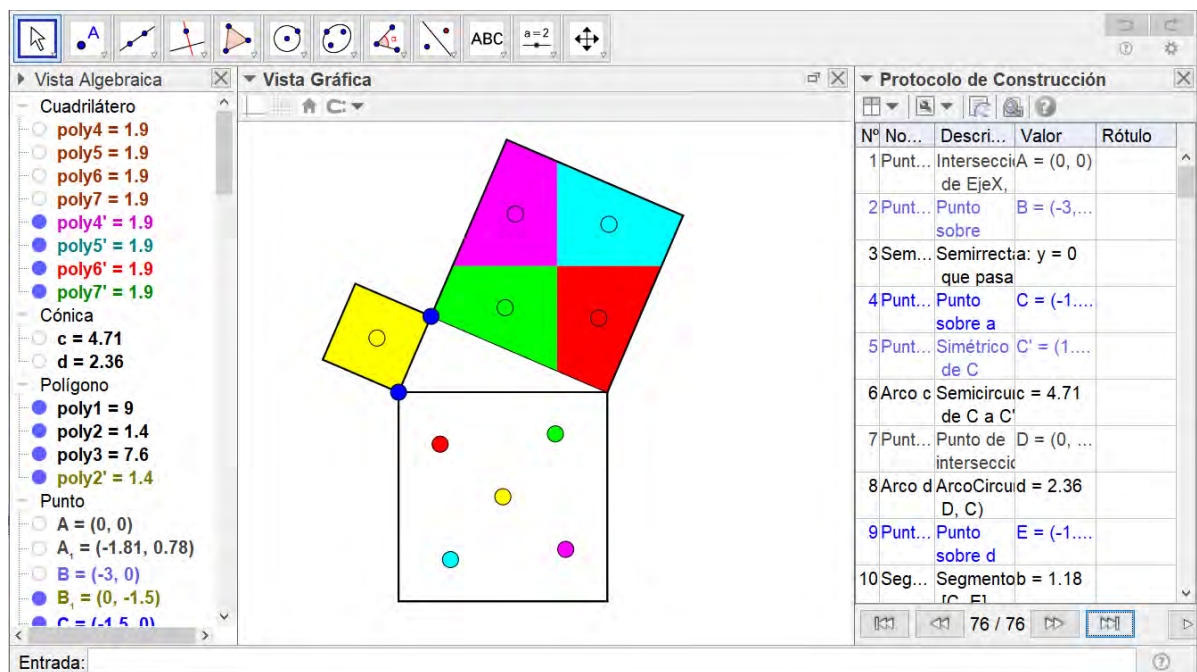 A
α
ABC
a=2
Vista Algebraica
Cuadrilátero
poly4 = 1.9
poly5 = 1.9
poly6 = 1.9
poly7 = 1.9
poly4' = 1.9
poly5' = 1.9
poly6' = 1.9
poly7' = 1.9
Cónica
c = 4.71
d = 2.36
Polígono
poly1 = 9
poly2 = 1.4
poly3 = 7.6
poly2' = 1.4
Punto
A = (0, 0)
A₁ = (-1.81, 0.78)
B = (-3, 0)
B₁ = (0, -1.5)
C = (-1.5, 0)
Vista Gráfica
Protocolo de Construcción
Nº No... Descri... Valor Rótulo
1 Punt... Intersecci A = (0, 0)
de EjeX,
2 Punt... Punto B = (-3,...
sobre
3 Sem... Semirrecta a: y = 0
que pasa
4 Punt... Punto C = (-1....
sobre a
5 Punt... Simétrico C' = (1....
de C
6 Arco c Semicircu c = 4.71
de C a C'
7 Punt... Punto de D = (0, ...
intersecció
8 Arco d ArcoCircu d = 2.36
D, C)
9 Punt... Punto E = (-1....
sobre d
10 Seg... Segmento b = 1.18
[C, E]
76 / 76
Entrada: